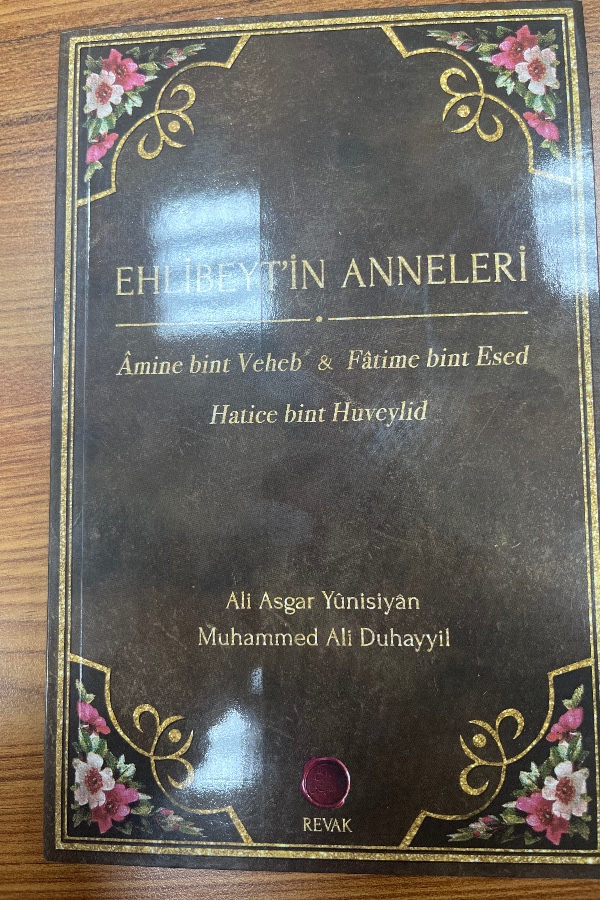 EHLİBEYT'İN ANNELERİ
Âmine bint Veheb & Fâtime bint Esed
Hatice bint Huveylid
Ali Asgar Yûnisiyân
Muhammed Ali Duhayyil
REVAK